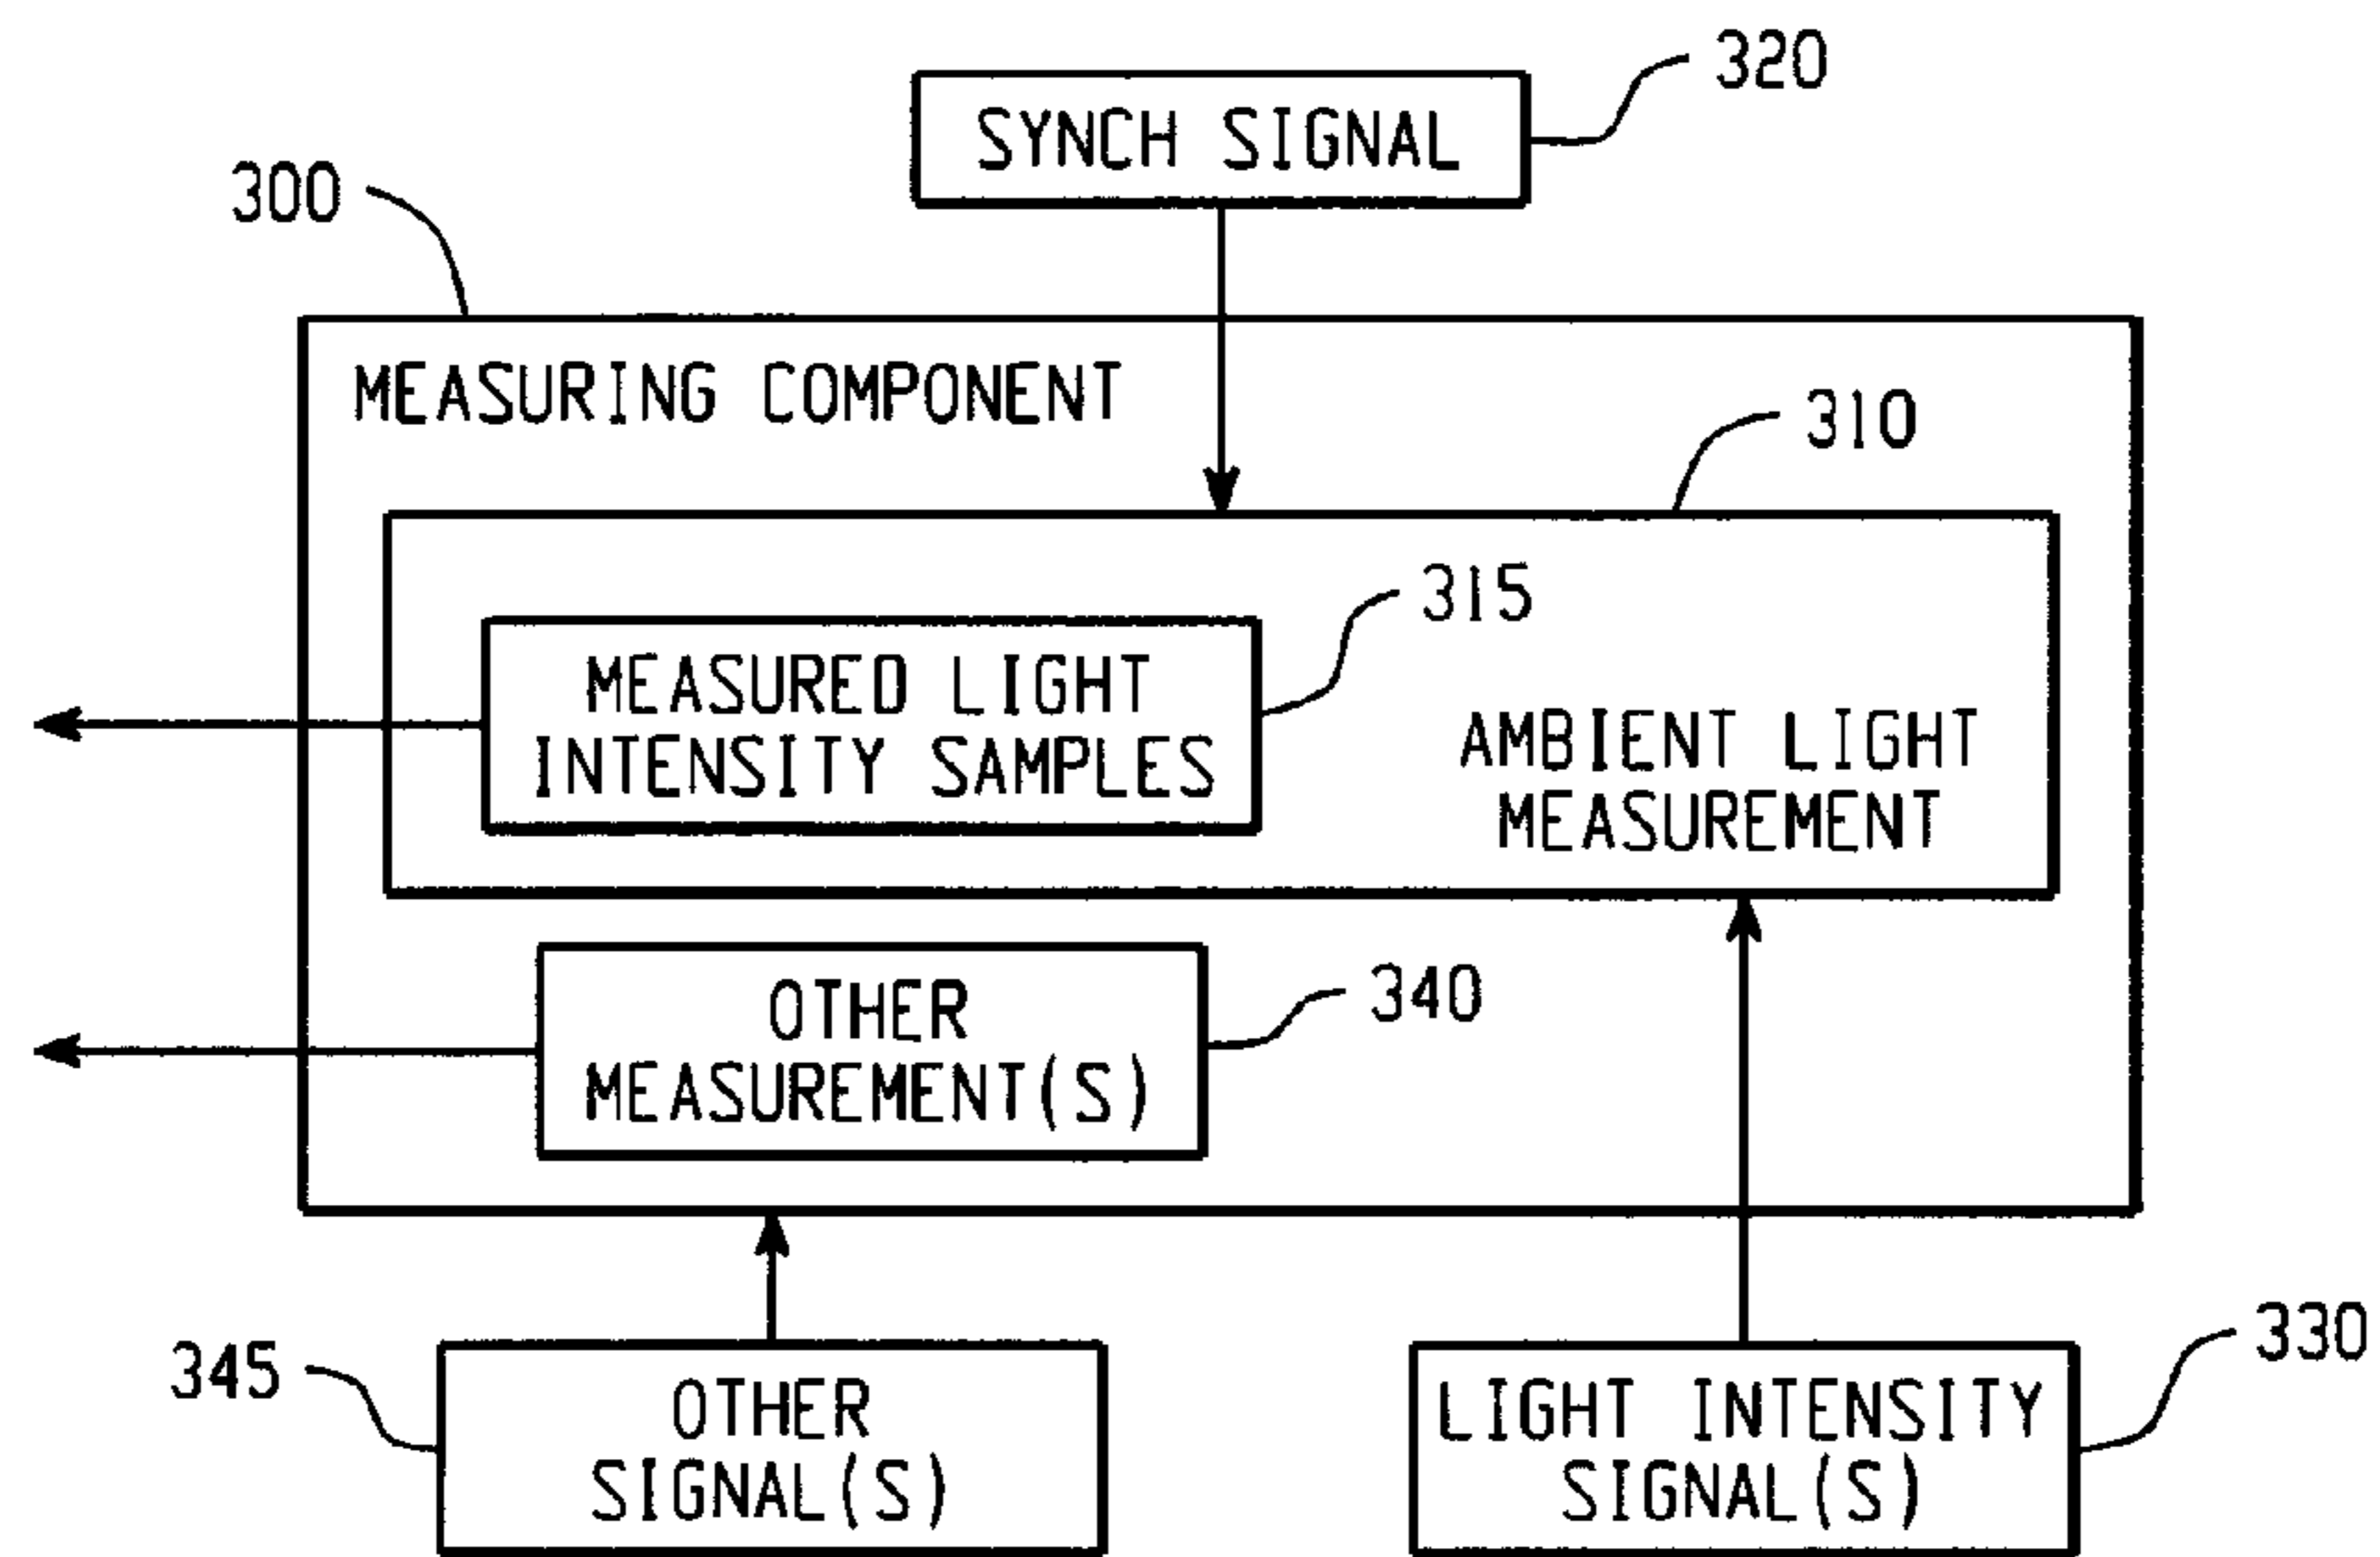 320
SYNCH SIGNAL
300
MEASURING COMPONENT
310
315
MEASURED LIGHT
INTENSITY SAMPLES
AMBIENT LIGHT
MEASUREMENT
340
OTHER
MEASUREMENT(S)
345
OTHER
SIGNAL(S)
330
LIGHT INTENSITY
SIGNAL(S)